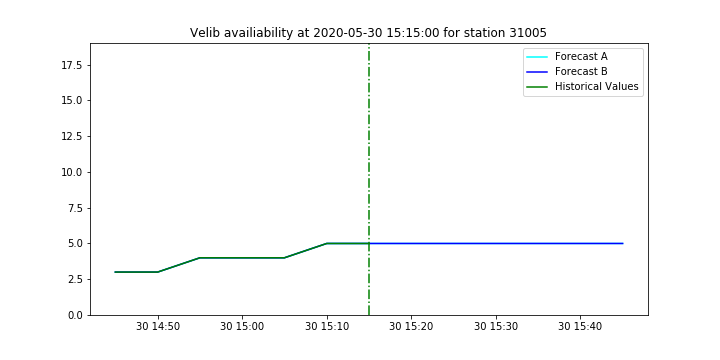 Velib availiability at 2020-05-30 15:15:00 for station 31005
Forecast A
Forecast B
Historical Values
17.5
15.0
12.5
10.0
7.5
5.0
2.5
0.0
30 14:50 30 15:00 30 15:10 30 15:20 30 15:30 30 15:40